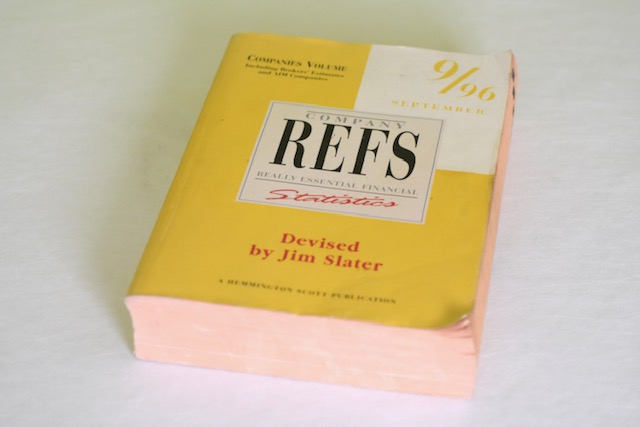 COMPANIES VOLUME
Including Brokers' Estimates
and AIM Companies
9/96
SEPTEMBER
COMPANY
REFS
REALLY ESSENTIAL FINANCIAL
Statistics
Devised
by Jim Slater
A HEMMINGTON SCOTT PUBLICATION